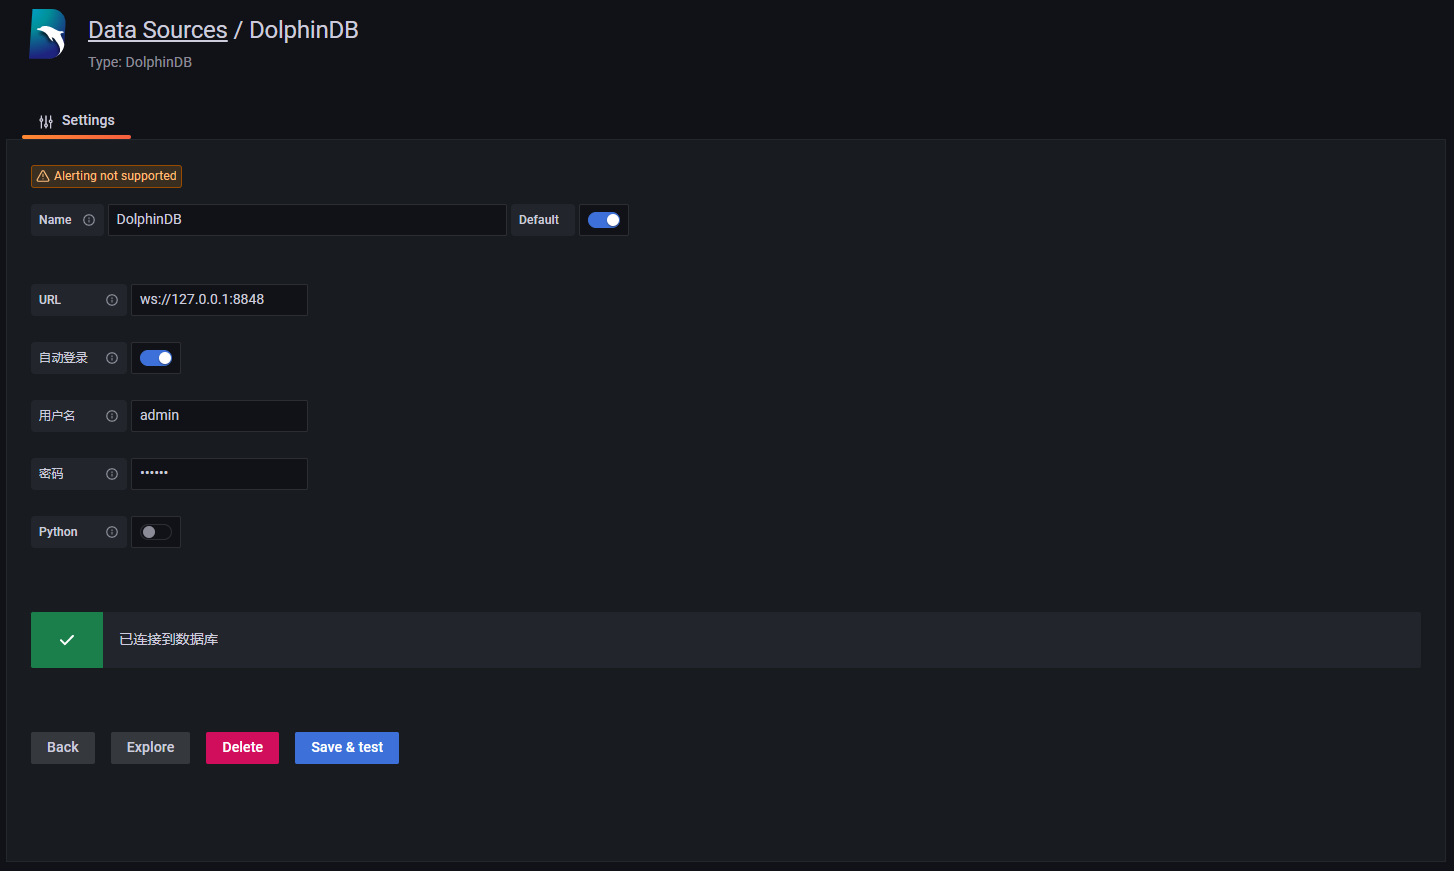 Data Sources / DolphinDB
Type: DolphinDB
Settings
Alerting not supported
Name DolphinDB Default
URL ws://127.0.0.1:8848
自动登录
用户名 admin
密码 ••••••
Python
已连接到数据库
Back Explore Delete Save & test